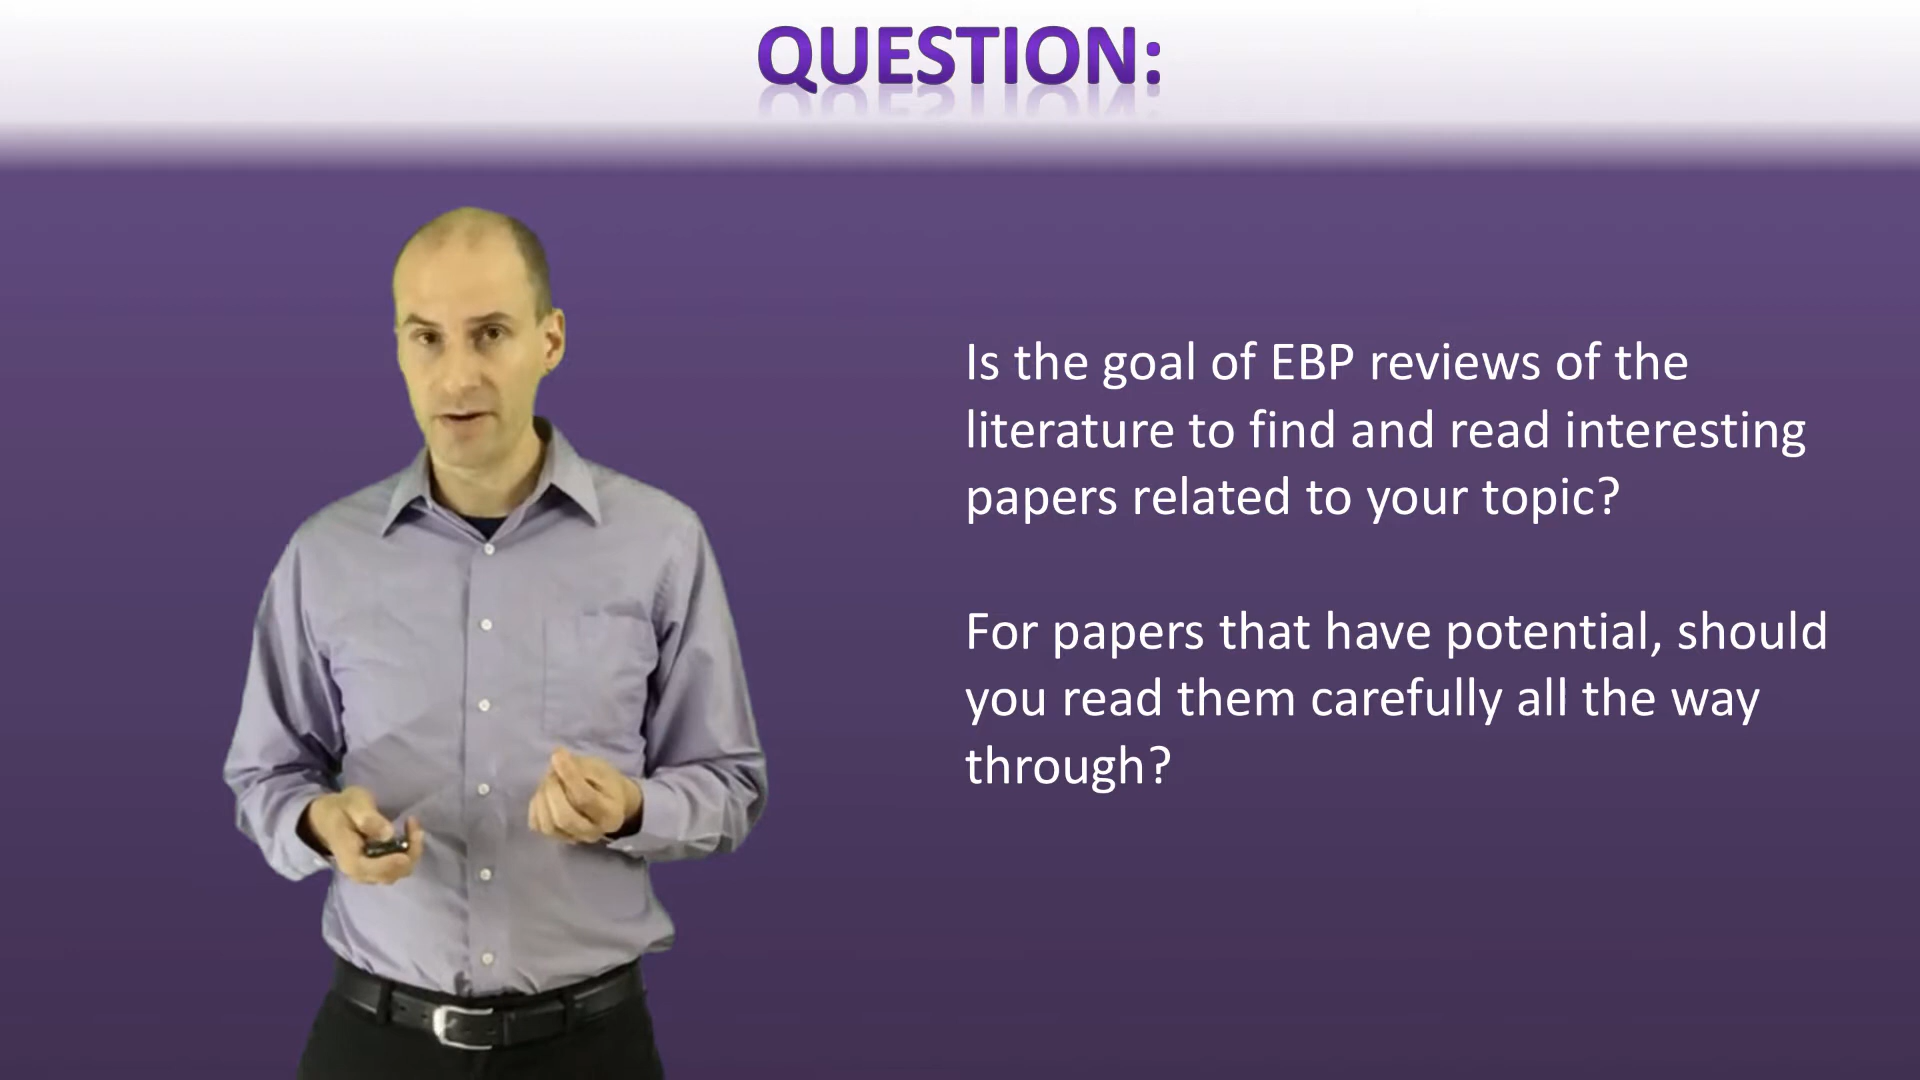 QUESTION:
Is the goal of EBP reviews of the
literature to find and read interesting
papers related to your topic?
For papers that have potential, should
you read them carefully all the way
through?